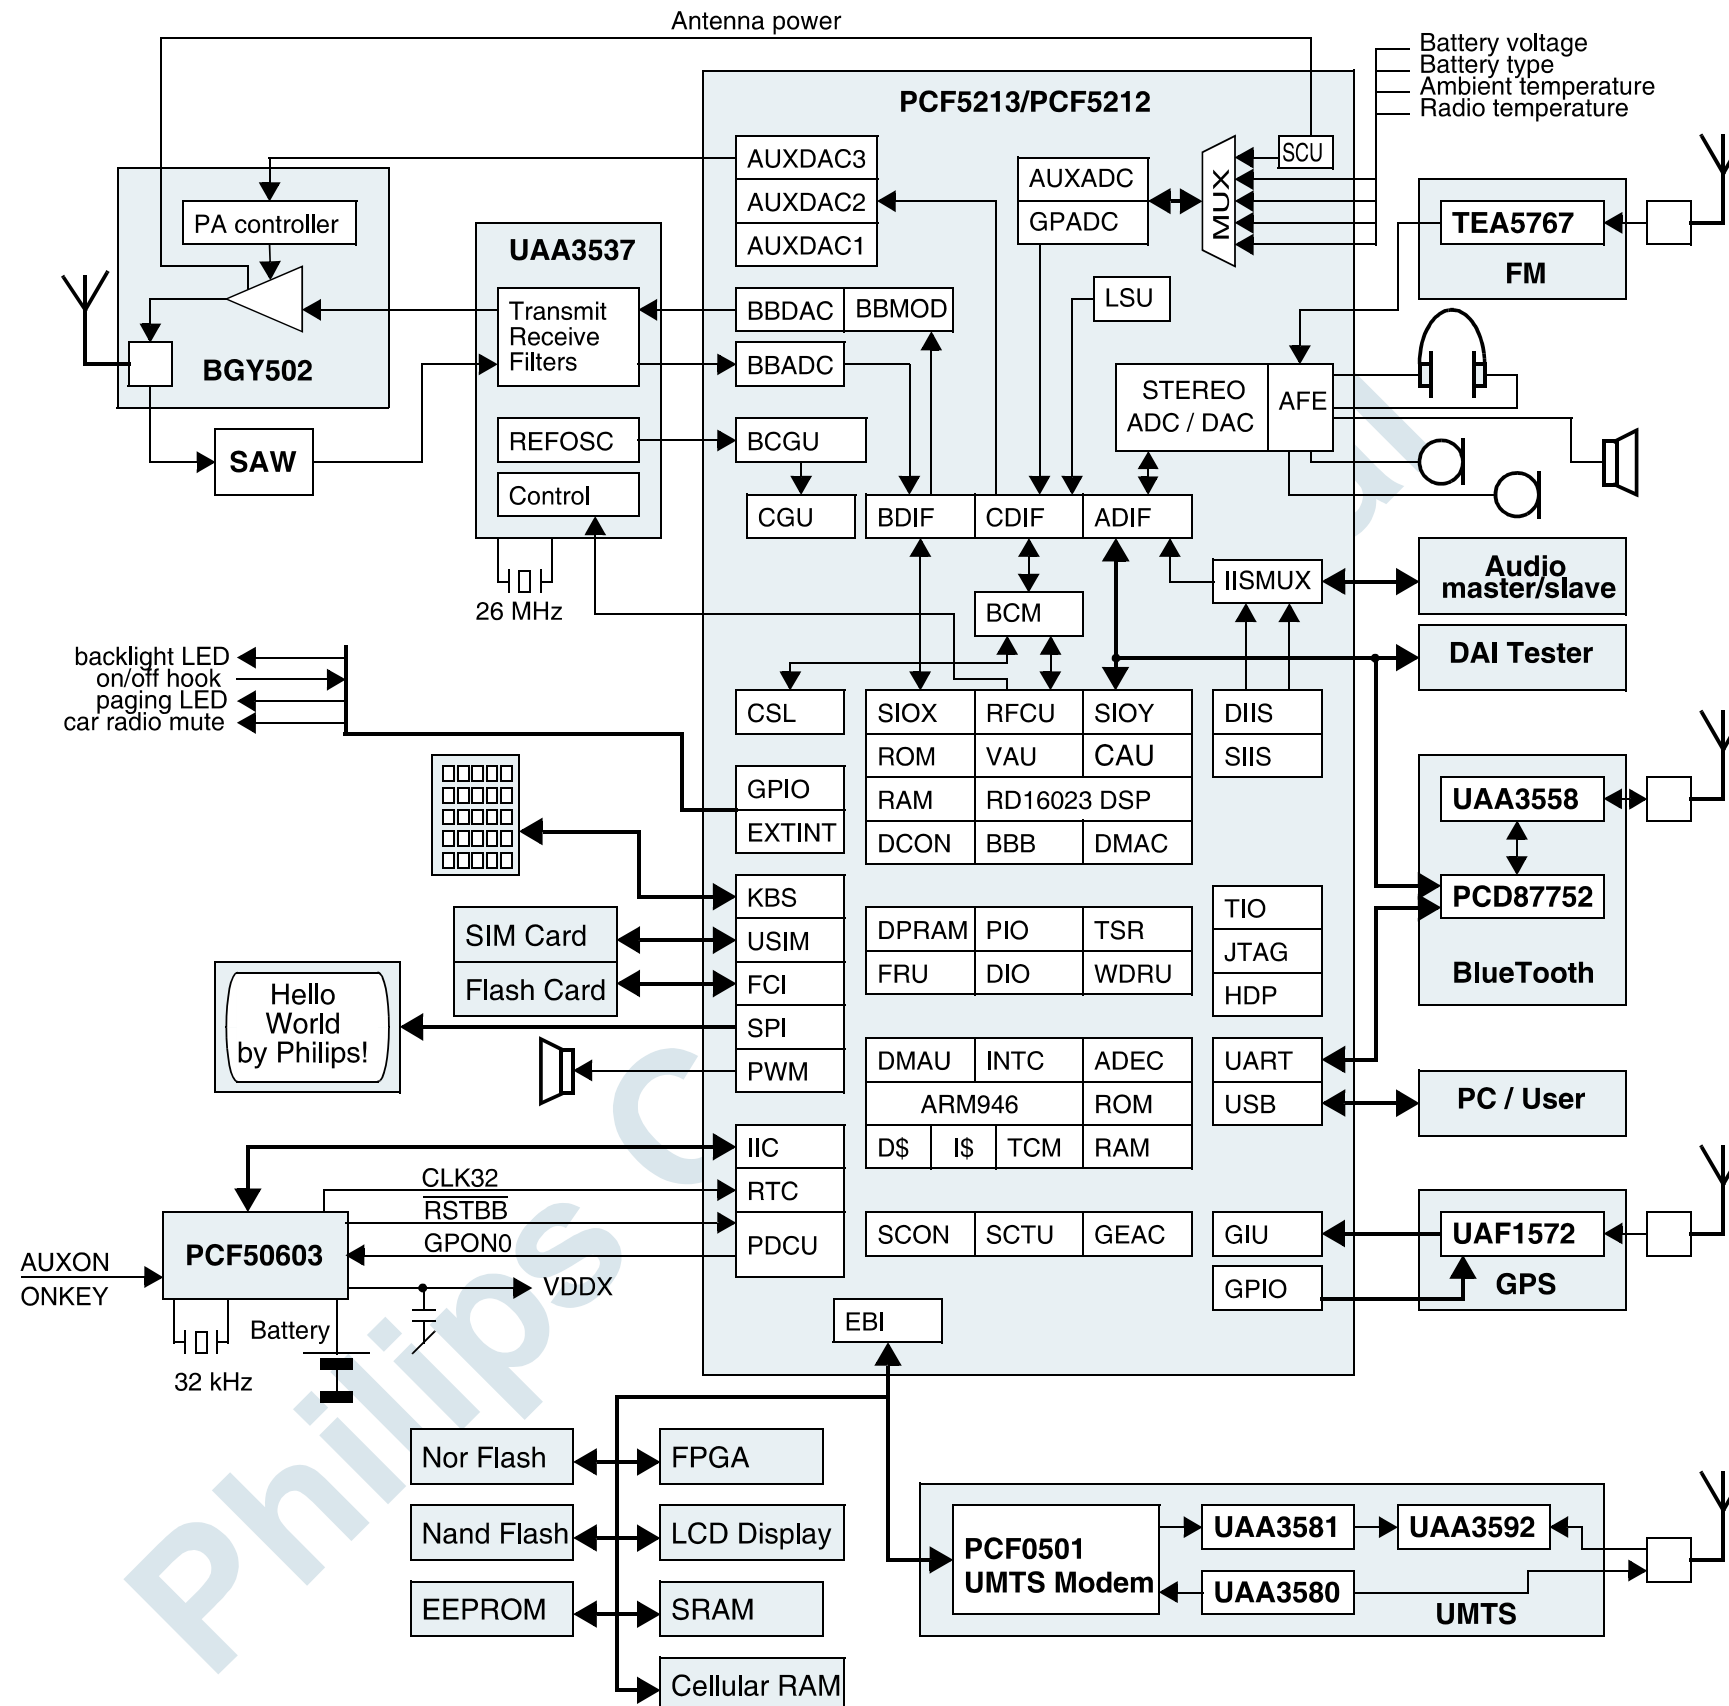 Antenna power
Battery voltage
Battery type
Ambient temperature
Radio temperature
PCF5213/PCF5212
SCU
AUXDAC3
AUXDAC2
AUXDAC1
AUXADC
GPADC
MUX
PA controller
BGY502
SAW
UAA3537
Transmit
Receive
Filters
REFOSC
Control
26 MHz
TEA5767
FM
BBDAC
BBMOD
BBADC
LSU
BCGU
CGU
STEREO
ADC / DAC
AFE
BDIF
CDIF
ADIF
IISMUX
BCM
Audio
master/slave
DAI Tester
backlight LED
on/off hook
paging LED
car radio mute
CSL
SIOX
RFCU
SIOY
DIIS
ROM
VAU
CAU
SIIS
GPIO
EXTINT
RAM
RD16023 DSP
DCON
BBB
DMAC
UAA3558
PCD87752
BlueTooth
KBS
USIM
FCI
SPI
PWM
SIM Card
Flash Card
Hello
World
by Philips!
DPRAM
PIO
TSR
FRU
DIO
WDRU
TIO
JTAG
HDP
DMAU
INTC
ADEC
ARM946
ROM
D$
I$
TCM
RAM
UART
USB
PC / User
IIC
RTC
PDCU
CLK32
RSTBB
GPON0
PCF50603
AUXON
ONKEY
VDDX
Battery
32 kHz
SCON
SCTU
GEAC
GIU
GPIO
UAF1572
GPS
EBI
Nor Flash
FPGA
Nand Flash
LCD Display
EEPROM
SRAM
Cellular RAM
PCF0501
UMTS Modem
UAA3581
UAA3592
UAA3580
UMTS
Philips